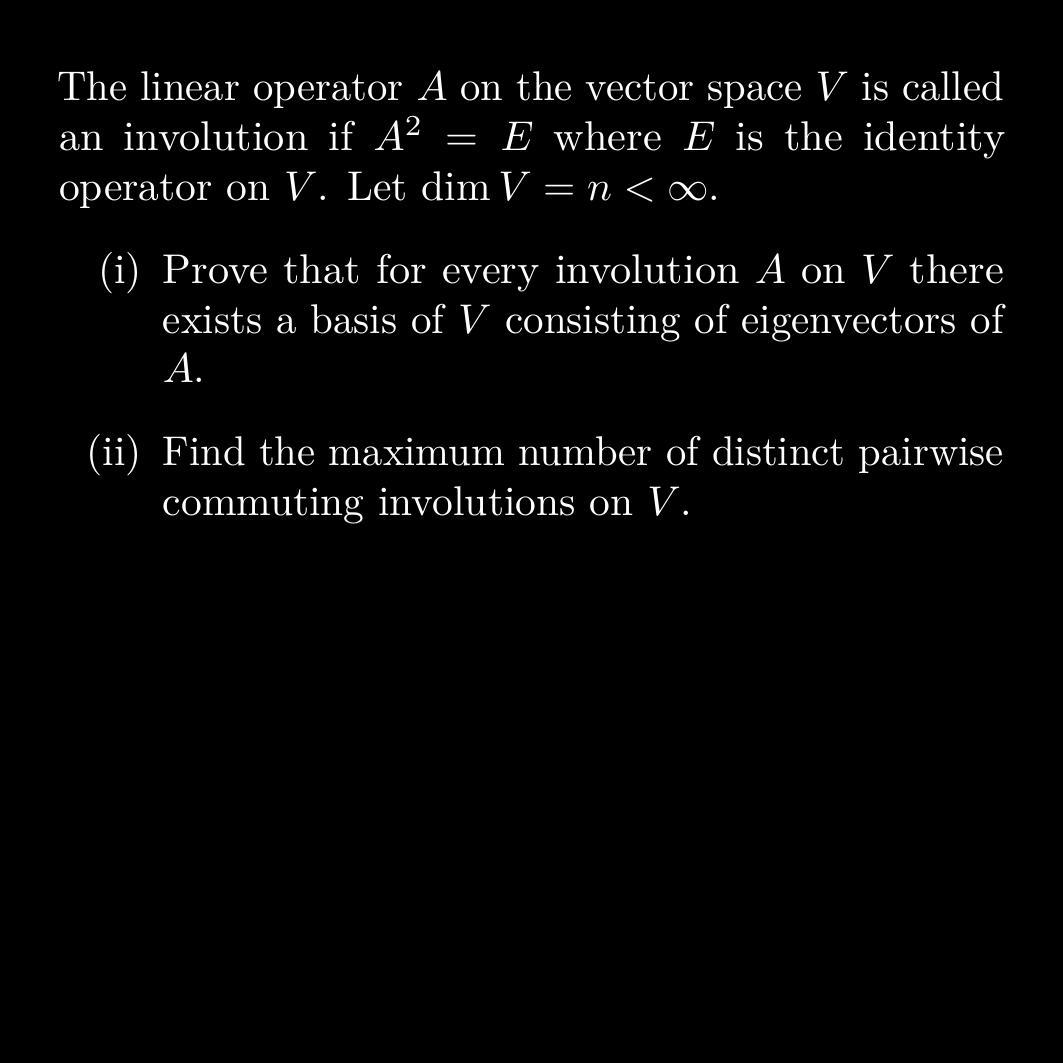 The linear operator A on the vector space V is called
an involution if A² = E where E is the identity
operator on V. Let dim V = n < ∞.
(i) Prove that for every involution A on V there
exists a basis of V consisting of eigenvectors of
A.
(ii) Find the maximum number of distinct pairwise
commuting involutions on V.